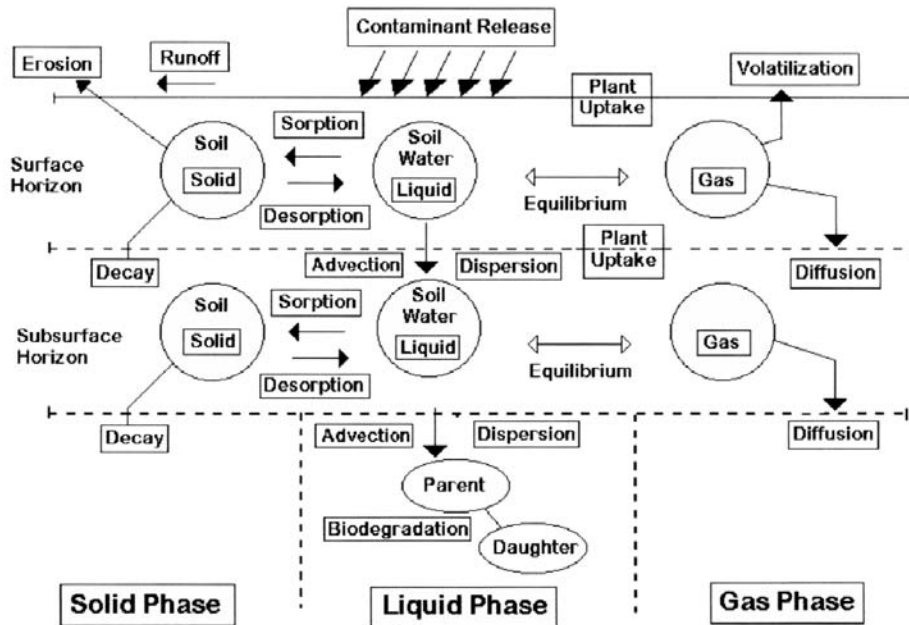 Contaminant Release
Erosion
Runoff
Plant
Uptake
Volatilization
Surface
Horizon
Soil
Solid
Sorption
Desorption
Soil
Water
Liquid
Equilibrium
Gas
Decay
Advection
Dispersion
Plant
Uptake
Diffusion
Subsurface
Horizon
Soil
Solid
Sorption
Desorption
Soil
Water
Liquid
Equilibrium
Gas
Decay
Advection
Dispersion
Diffusion
Parent
Biodegradation
Daughter
Solid Phase
Liquid Phase
Gas Phase